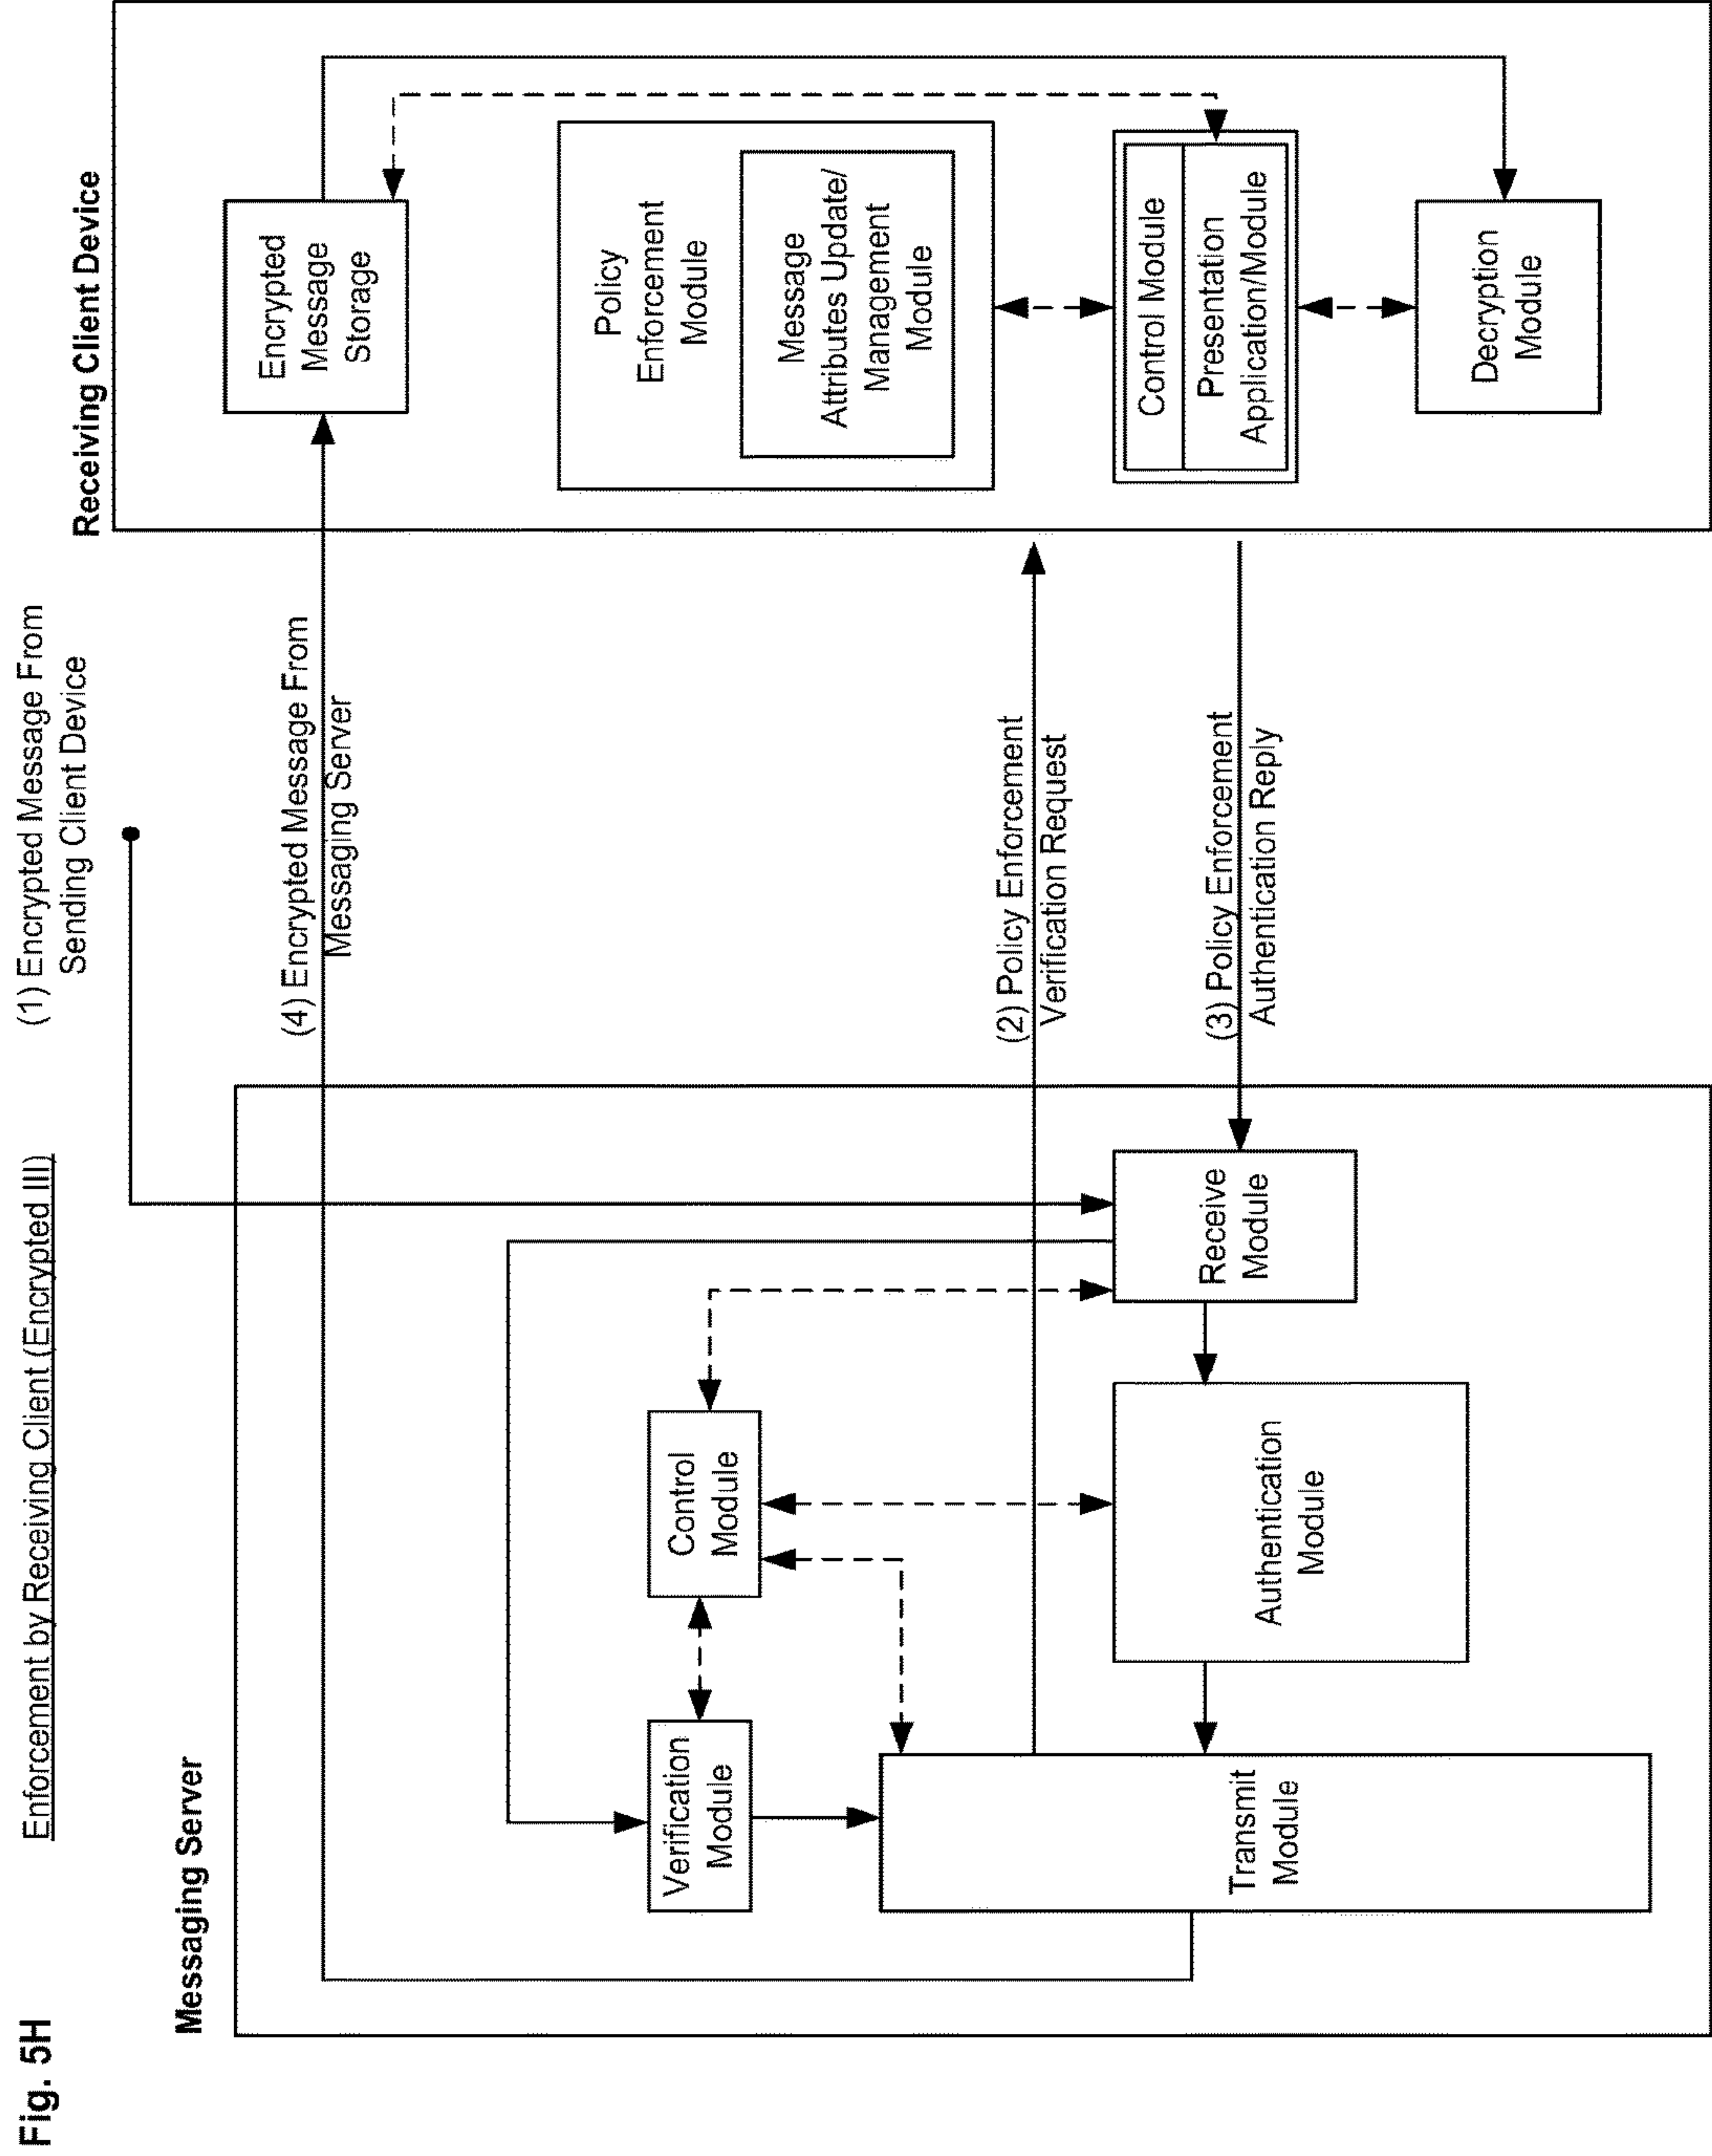 Fig. 5H
Enforcement by Receiving Client (Encrypted III)
(1) Encrypted Message From
Sending Client Device
Messaging Server
Verification
Module
Control
Module
Transmit
Module
Authentication
Module
Receive
Module
(4) Encrypted Message From
Messaging Server
(2) Policy Enforcement
Verification Request
(3) Policy Enforcement
Authentication Reply
Receiving Client Device
Encrypted
Message
Storage
Policy
Enforcement
Module
Message
Attributes Update/
Management
Module
Control Module
Presentation
Application/Module
Decryption
Module